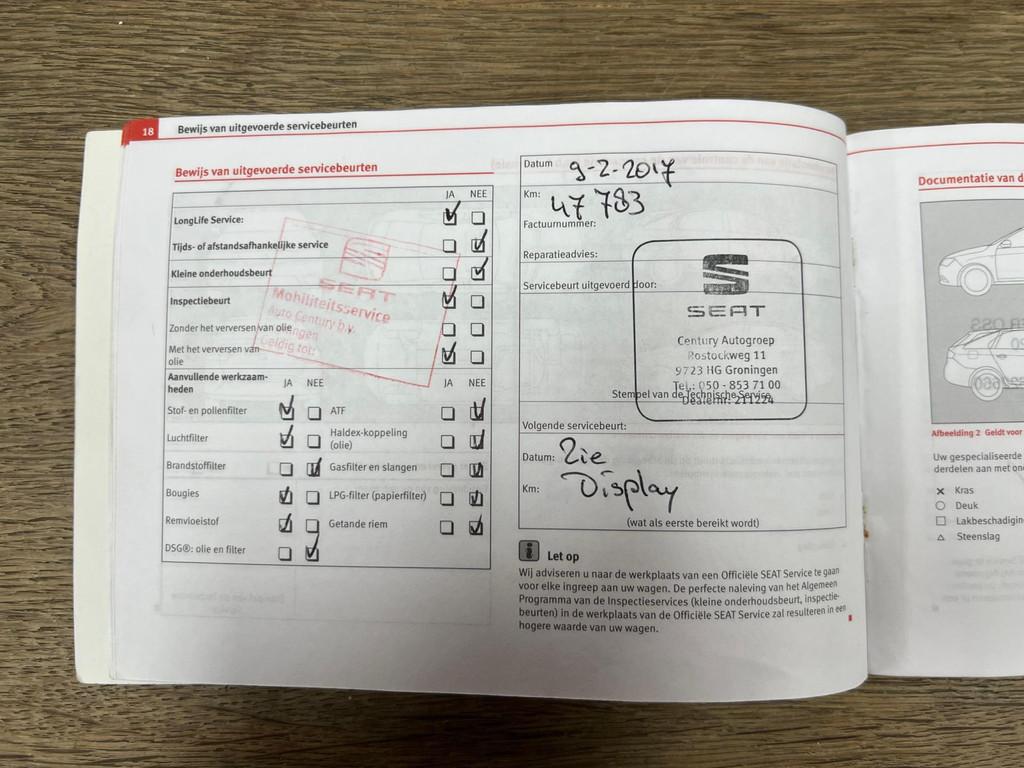 18 Bewijs van uitgevoerde servicebeurten
Bewijs van uitgevoerde servicebeurten
JA NEE
LongLife Service:
Tijds- of afstandsafhankelijke service
Kleine onderhoudsbeurt
Inspectiebeurt
Zonder het verversen van olie
Met het verversen van
olie
SEAT
Mobiliteitsservice
Auto Century b.v.
Geldig tot:
Aanvullende werkzaam-
heden
JA NEE JA NEE
Stof- en pollenfilter ATF
Luchtfilter Haldex-koppeling
(olie)
Brandstoffilter Gasfilter en slangen
Bougies LPG-filter (papierfilter)
Remvloeistof Getande riem
DSG®: olie en filter
Datum 9-2-2017
Km: 47 783
Factuurnummer:
Reparatieadvies:
Servicebeurt uitgevoerd door:
SEAT
Century Autogroep
Rostockweg 11
9723 HG Groningen
Tel.: 050 - 853 71 00
Dealernr: 211224
Stempel van de Technische Service
Volgende servicebeurt:
Datum: Zie
Km: Display
(wat als eerste bereikt wordt)
i Let op
Wij adviseren u naar de werkplaats van een Officiële SEAT Service te gaan
voor elke ingreep aan uw wagen. De perfecte naleving van het Algemeen
Programma van de Inspectieservices (kleine onderhoudsbeurt, inspectie-
beurten) in de werkplaats van de Officiële SEAT Service zal resulteren in een
hogere waarde van uw wagen.
Documentatie van d
Afbeelding 2 Geldt voor
Uw gespecialiseerde
derdelen aan met on
Kras
Deuk
Lakbeschadigin
Steenslag